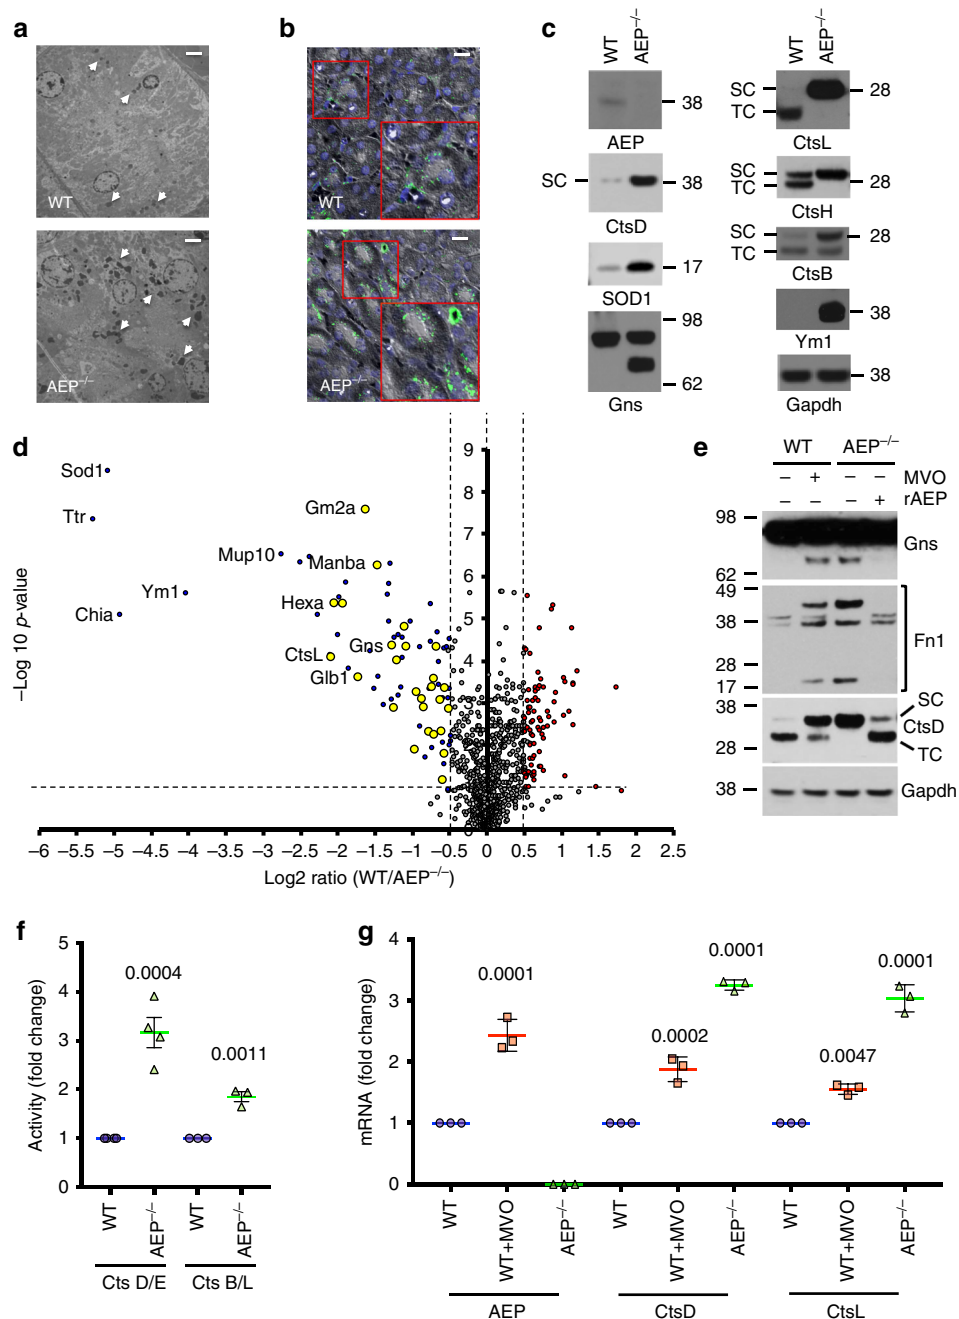 a
WT
AEP–/–
b
WT
AEP–/–
c
WT
AEP–/–
38
AEP
SC
38
CtsD
17
SOD1
98
62
Gns
WT
AEP–/–
SC
TC
28
CtsL
SC
TC
28
CtsH
SC
TC
28
CtsB
38
Ym1
38
Gapdh
d
–Log 10 p-value
9
8
7
6
5
4
3
2
1
0
Sod1
Ttr
Gm2a
Mup10
Manba
Ym1
Hexa
Chia
Gns
CtsL
Glb1
–6 –5.5 –5 –4.5 –4 –3.5 –3 –2.5 –2 –1.5 –1 –0.5 0 0.5 1 1.5 2 2.5
Log2 ratio (WT/AEP–/–)
e
WT AEP–/–
– + – – MVO
– – – + rAEP
98
62
Gns
49
38
28
17
Fn1
38
28
SC
CtsD
TC
38
Gapdh
f
Activity (fold change)
5
4
3
2
1
0
0.0004
0.0011
WT
AEP–/–
WT
AEP–/–
Cts D/E
Cts B/L
g
mRNA (fold change)
4
3
2
1
0
0.0001
0.0002
0.0001
0.0047
0.0001
WT
WT+MVO
AEP–/–
WT
WT+MVO
AEP–/–
WT
WT+MVO
AEP–/–
AEP
CtsD
CtsL